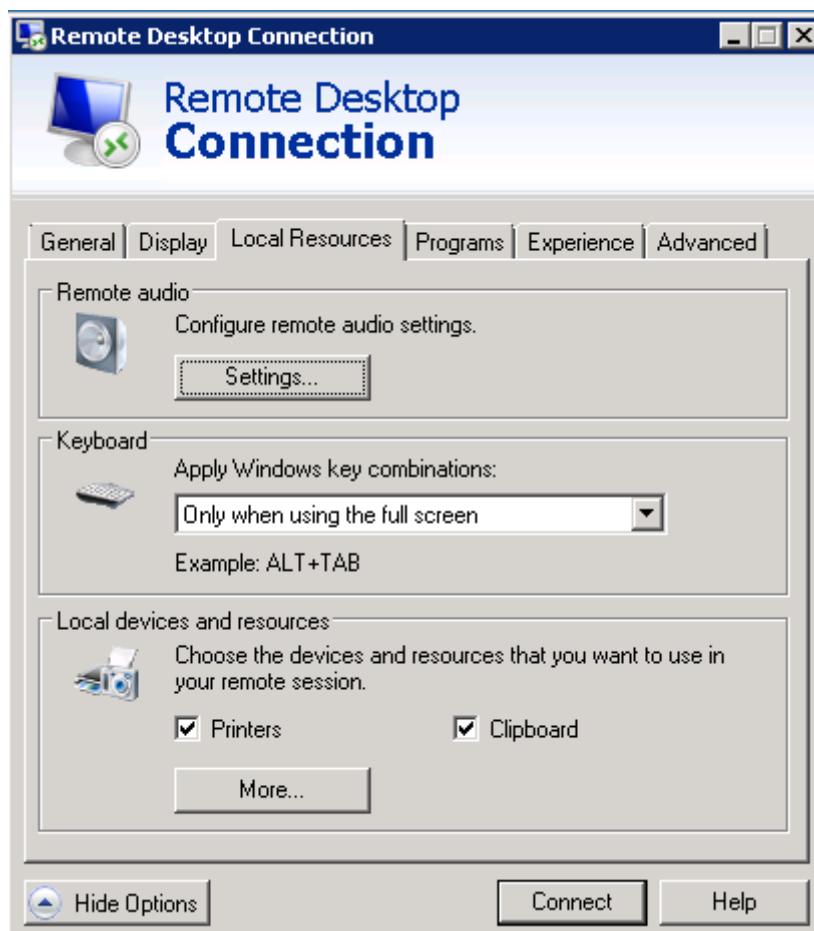 Remote Desktop Connection
Remote Desktop
Connection
General Display Local Resources Programs Experience Advanced
Remote audio
Configure remote audio settings.
Settings...
Keyboard
Apply Windows key combinations:
Only when using the full screen
Example: ALT+TAB
Local devices and resources
Choose the devices and resources that you want to use in
your remote session.
Printers Clipboard
More...
Hide Options Connect Help